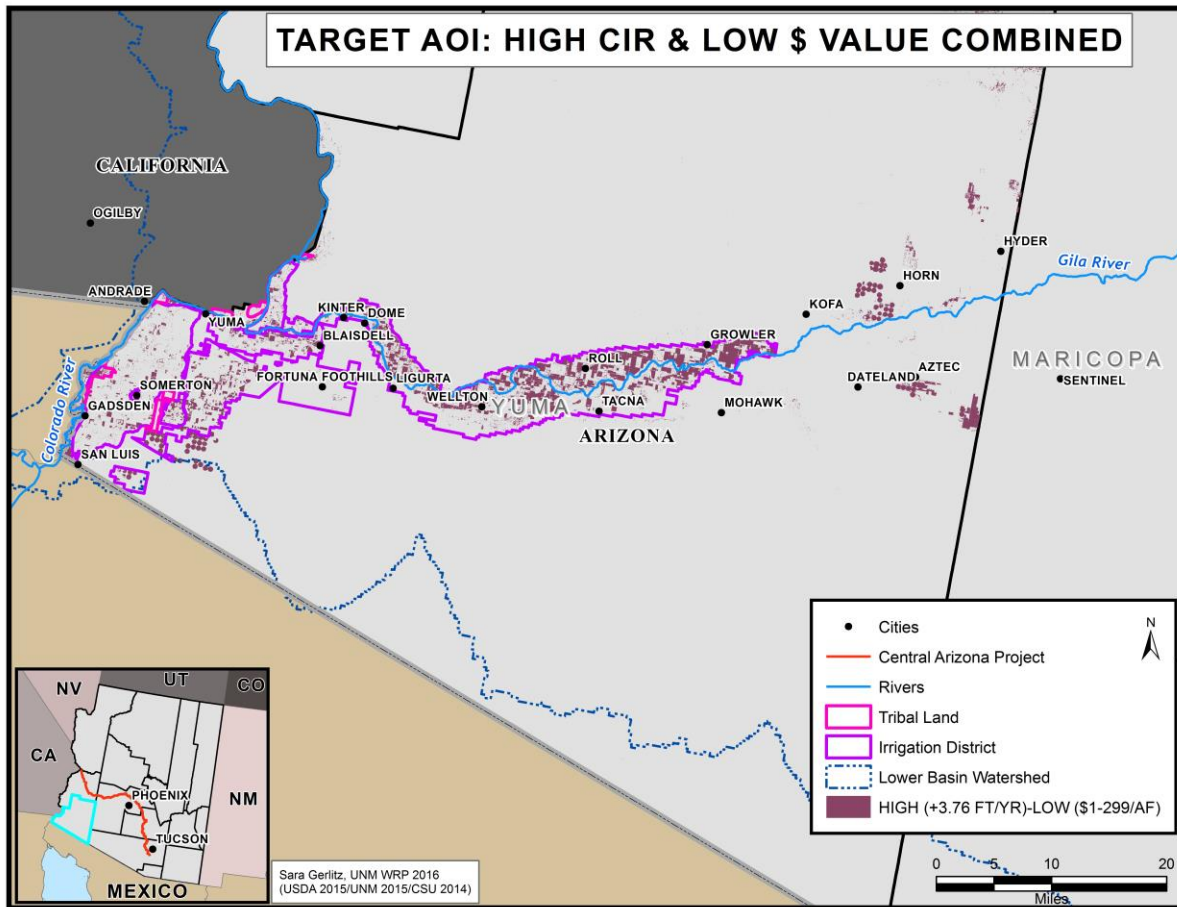 TARGET AOI: HIGH CIR & LOW $ VALUE COMBINED
CALIFORNIA
OGILBY
ANDRADE
YUMA
KINTER
DOME
BLAISDELL
FORTUNA FOOTHILLS
LIGURTA
SOMERTON
GADSDEN
SAN LUIS
Colorado River
WELLTON
YUMA
ROLL
TACNA
ARIZONA
GROWLER
MOHAWK
KOFA
HORN
HYDER
Gila River
DATELAND
AZTEC
MARICOPA
SENTINEL
N
Cities
Central Arizona Project
Rivers
Tribal Land
Irrigation District
Lower Basin Watershed
HIGH (+3.76 FT/YR)-LOW ($1-299/AF)
0 5 10 20
Miles
NV
UT
CO
CA
PHOENIX
NM
TUCSON
MEXICO
Sara Gerlitz, UNM WRP 2016
(USDA 2015/UNM 2015/CSU 2014)